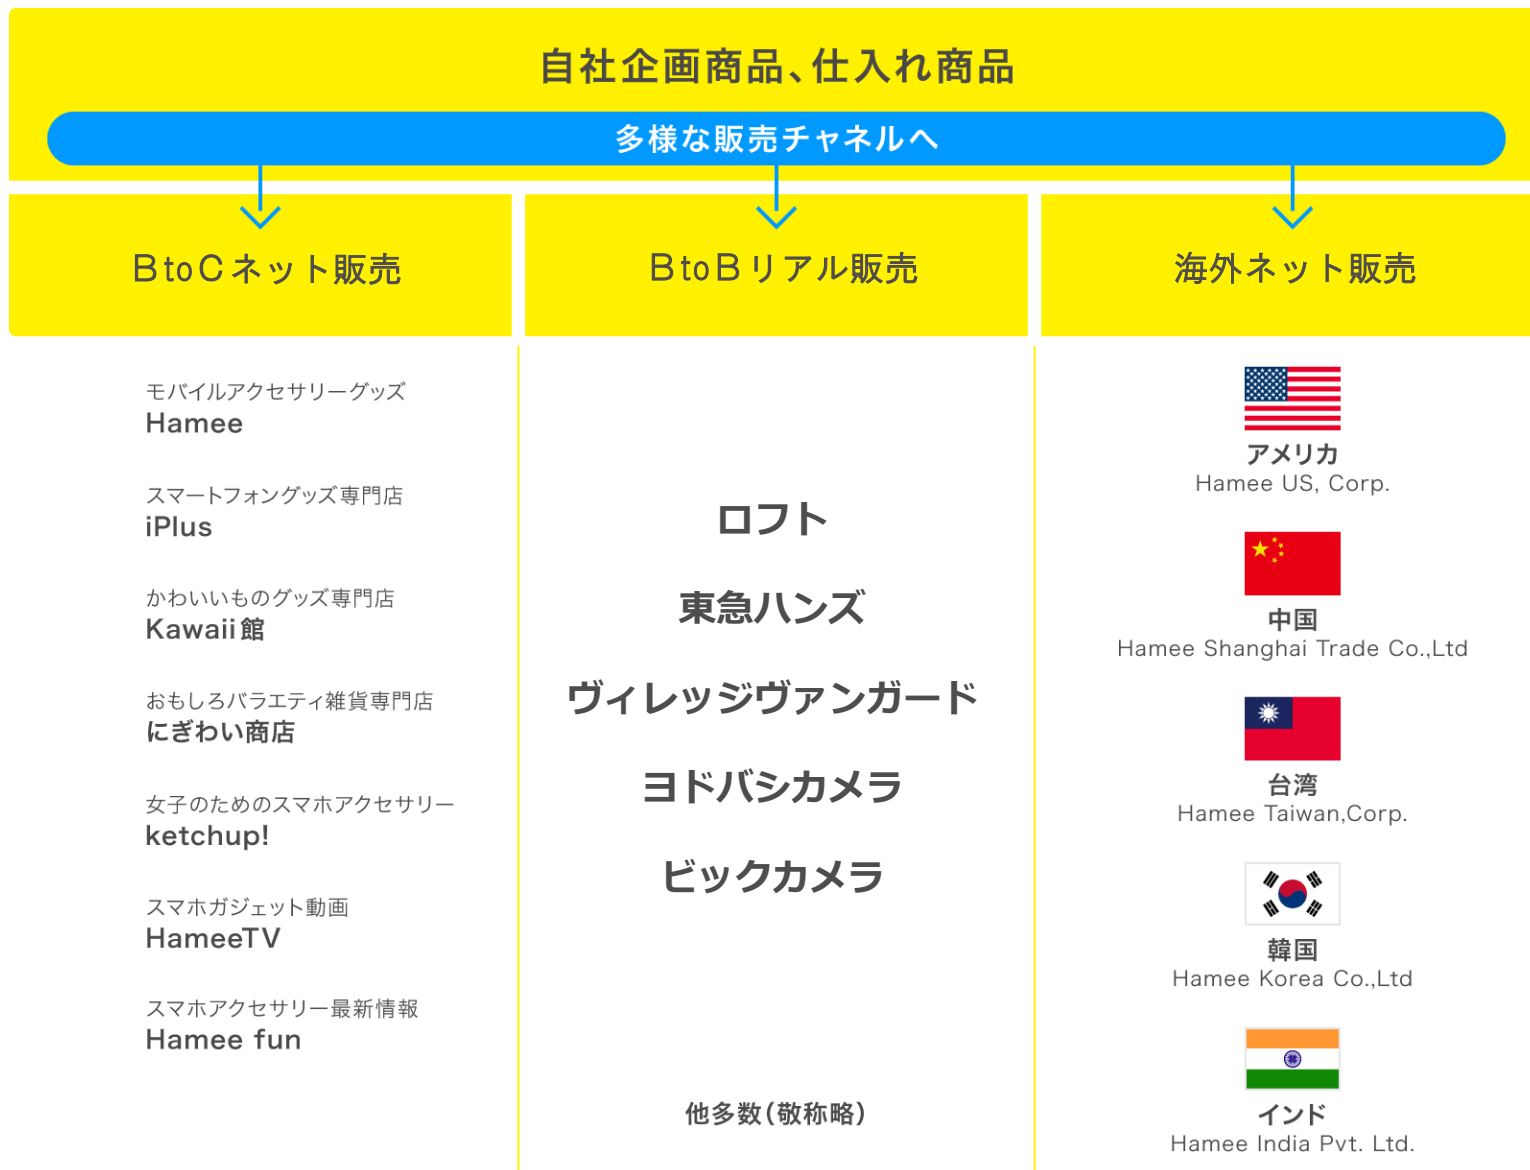 自社企画商品、仕入れ商品
多様な販売チャネルへ
BtoCネット販売
モバイルアクセサリーグッズ
Hamee
スマートフォングッズ専門店
iPlus
かわいいものグッズ専門店
Kawaii館
おもしろバラエティ雑貨専門店
にぎわい商店
女子のためのスマホアクセサリー
ketchup!
スマホガジェット動画
HameeTV
スマホアクセサリー最新情報
Hamee fun
BtoBリアル販売
ロフト
東急ハンズ
ヴィレッジヴァンガード
ヨドバシカメラ
ビックカメラ
他多数(敬称略)
海外ネット販売
アメリカ
Hamee US, Corp.
中国
Hamee Shanghai Trade Co.,Ltd
台湾
Hamee Taiwan,Corp.
韓国
Hamee Korea Co.,Ltd
インド
Hamee India Pvt. Ltd.